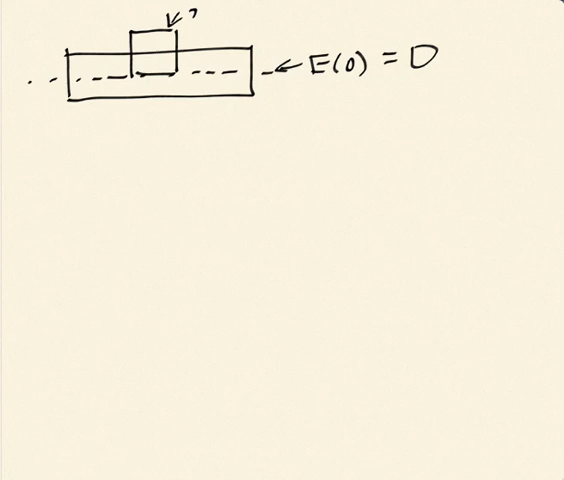 ?
E(0) = 0